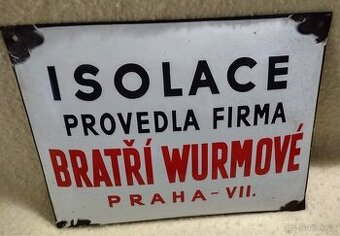 ISOLACE
PROVEDLA FIRMA
BRATŘÍ WURMOVÉ
PRAHA-VII.